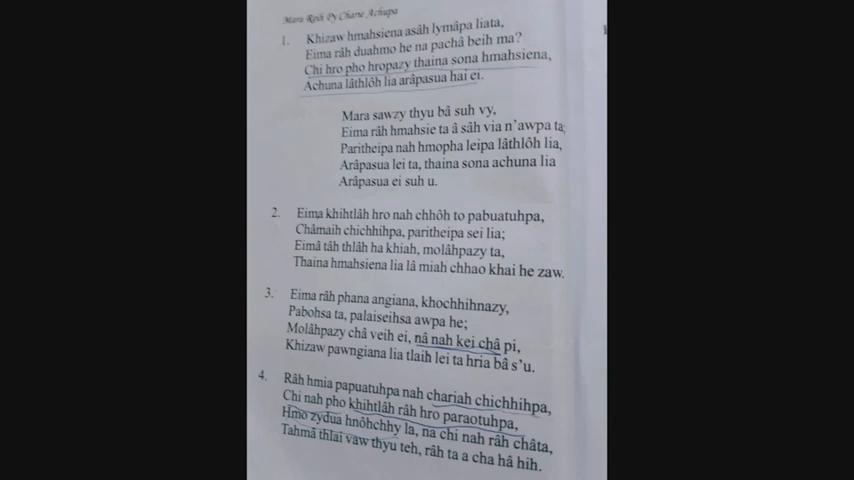 Mara Reih Py Charie Achupa
1. Khizaw hmahsiena asâh lymâpa liata,
Eima râh duahmo he na pachâ beih ma?
Chi hro pho hropazy thaina sona hmahsiena,
Achuna lâthlôh lia arâpasua hai ei.
Mara sawzy thyu bâ suh vy,
Eima râh hmahsie ta â sâh via n'awpa ta;
Paritheipa nah hmopha leipa lâthlôh lia,
Arâpasua lei ta, thaina sona achuna lia
Arâpasua ei suh u.
2. Eima khihtlâh hro nah chhôh to pabuatuhpa,
Châmaih chichhihpa, paritheipa sei lia;
Eimâ tâh thlâh ha khiah, molâhpazy ta,
Thaina hmahsiena lia lâ miah chhao khai he zaw.
3. Eima râh phana angiana, khochhihnazy,
Pabohsa ta, palaiseihsa awpa he;
Molâhpazy châ veih ei, nâ nah kei châ pi,
Khizaw pawngiana lia tlaih lei ta hria bâ s'u.
4. Râh hmia papuatuhpa nah chariah chichhihpa,
Chi nah pho khihtlâh râh hro paraotuhpa,
Hmo zydua hnôhchhy la, na chi nah râh châta,
Tahmâ thlai vaw thyu teh, râh ta a cha hâ hih.